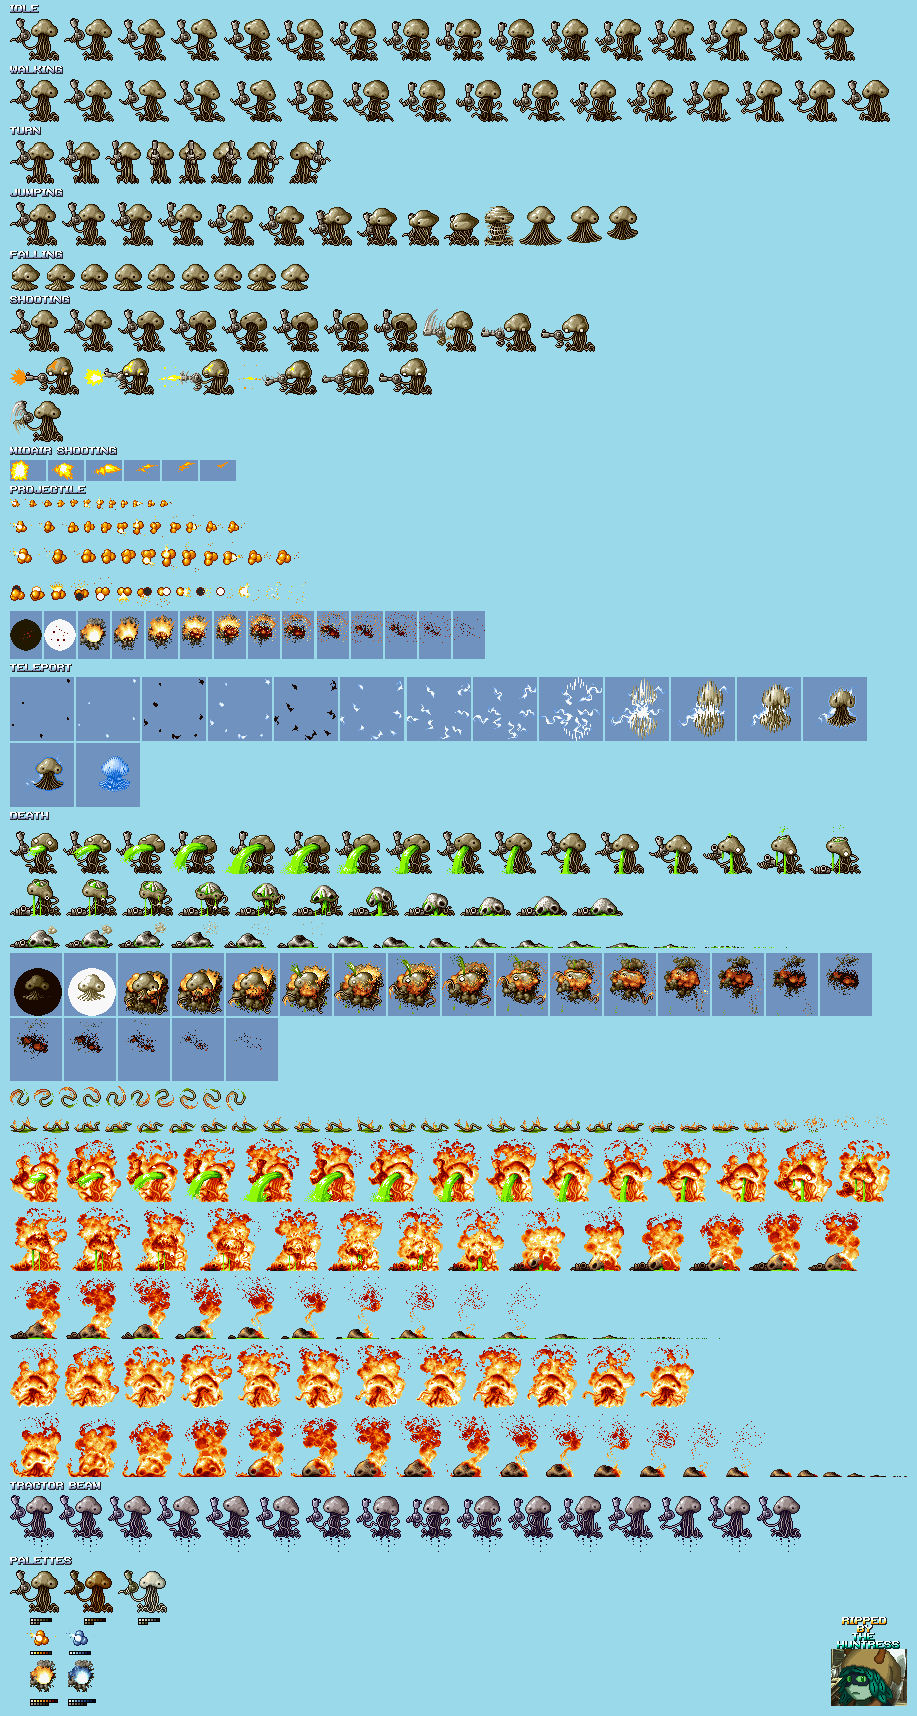 IDLE
WALKING
TURN
JUMPING
FALLING
SHOOTING
MIDAIR SHOOTING
PROJECTILE
TELEPORT
DEATH
TRACTOR BEAM
PALETTES
RIPPED
BY
THE
HUNTRESS